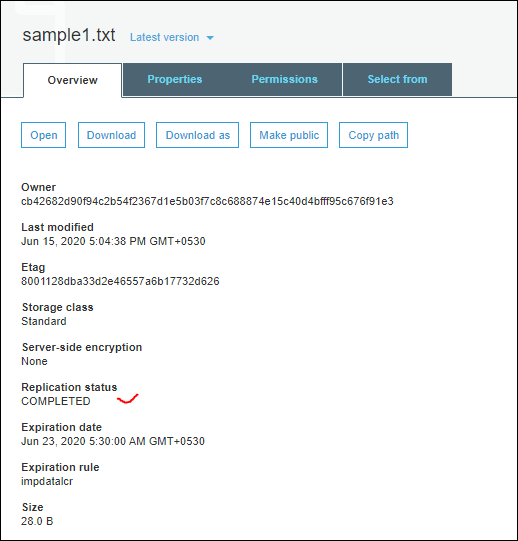 sample1.txt Latest version
Overview Properties Permissions Select from
Open Download Download as Make public Copy path
Owner
cb42682d90f94c2b54f2367d1e5b03f7c8c688874e15c40d4bfff95c676f91e3
Last modified
Jun 15, 2020 5:04:38 PM GMT+0530
Etag
8001128dba33d2e46557a6b17732d626
Storage class
Standard
Server-side encryption
None
Replication status
COMPLETED
Expiration date
Jun 23, 2020 5:30:00 AM GMT+0530
Expiration rule
impdatalcr
Size
28.0 B